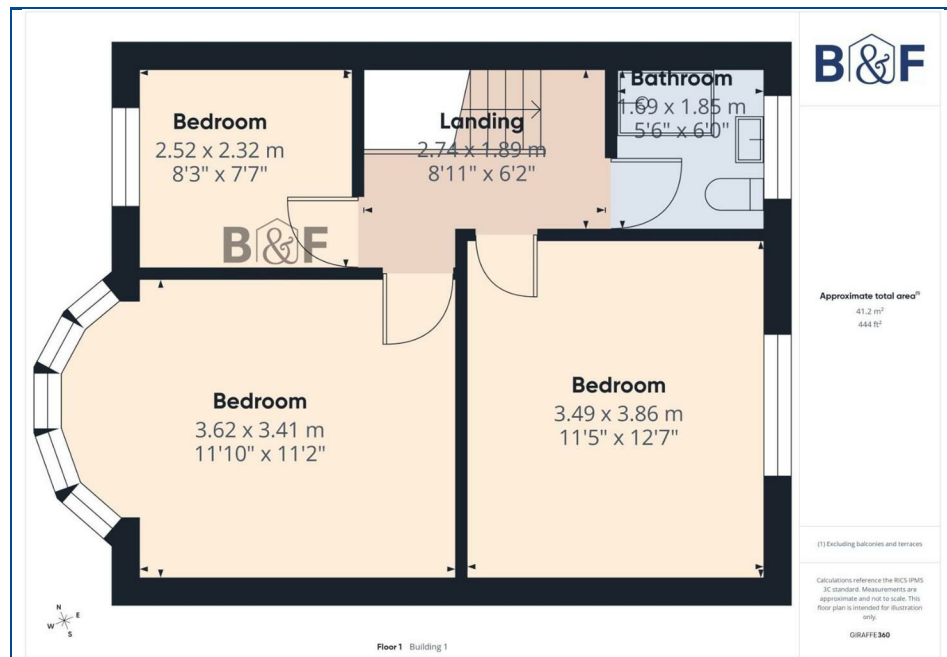 B&F
Bedroom
2.52 x 2.32 m
8'3" x 7'7"
Landing
2.74 x 1.89 m
8'11" x 6'2"
Bathroom
1.69 x 1.85 m
5'6" x 6'0"
B&F
Bedroom
3.62 x 3.41 m
11'10" x 11'2"
Bedroom
3.49 x 3.86 m
11'5" x 12'7"
Approximate total area⁽¹⁾
41.2 m²
444 ft²
(1) Excluding balconies and terraces
Calculations reference the RICS IPMS
3C standard. Measurements are
approximate and not to scale. This
floor plan is intended for illustration
only.
GIRAFFE360
N
E
W
S
Floor 1 Building 1